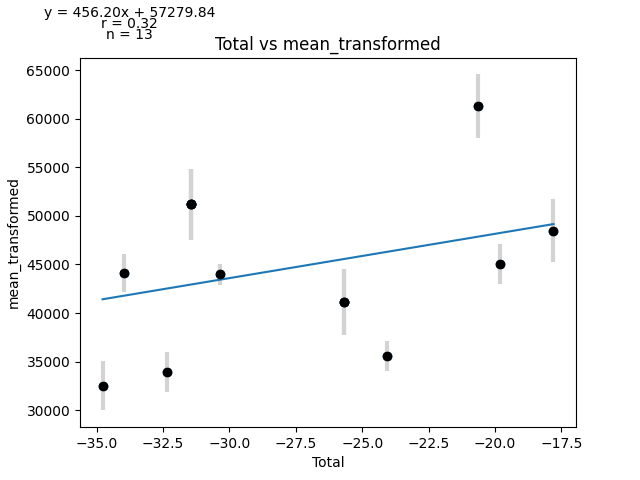 y = 456.20x + 57279.84
r = 0.32
n = 13
Total vs mean_transformed
65000
60000
55000
50000
45000
40000
35000
30000
mean_transformed
−35.0 −32.5 −30.0 −27.5 −25.0 −22.5 −20.0 −17.5
Total